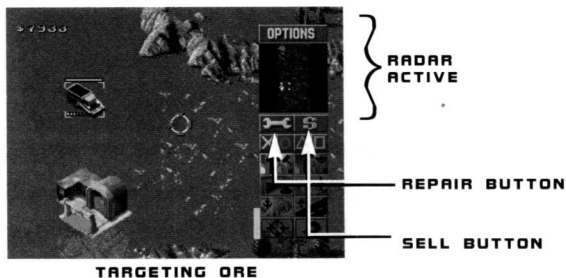 $7933
OPTIONS
RADAR
ACTIVE
S
REPAIR BUTTON
SELL BUTTON
TARGETING ORE